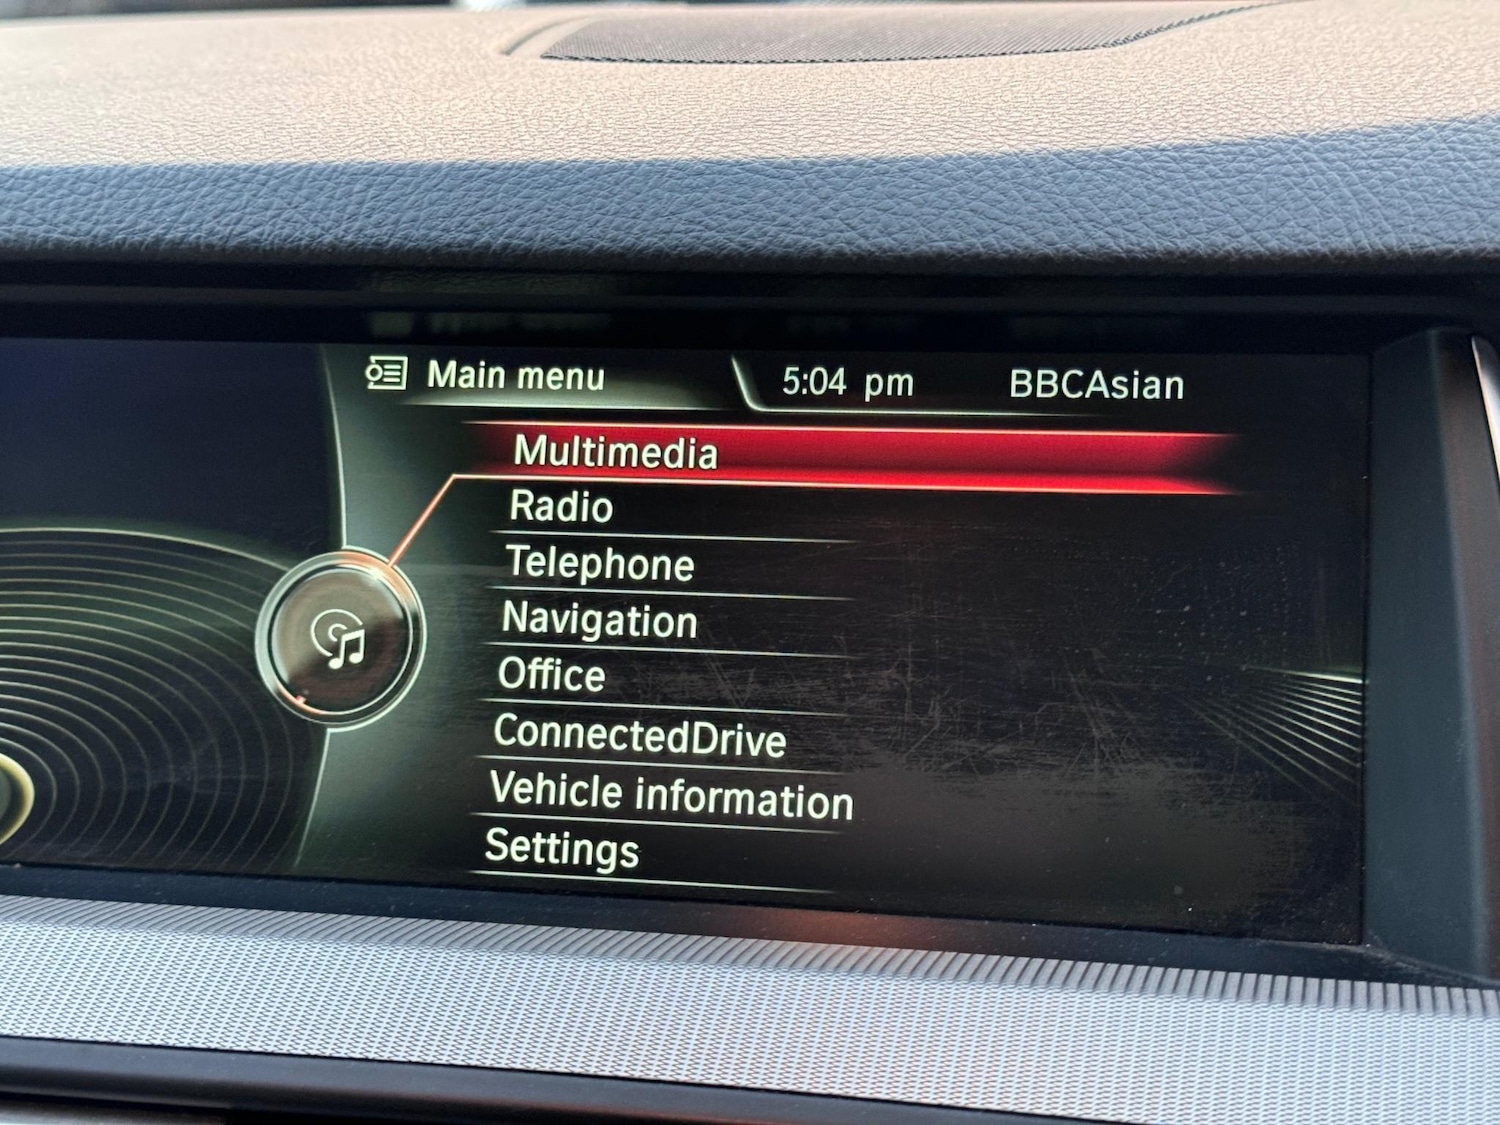 Main menu 5:04 pm BBCAsian
Multimedia
Radio
Telephone
Navigation
Office
ConnectedDrive
Vehicle information
Settings